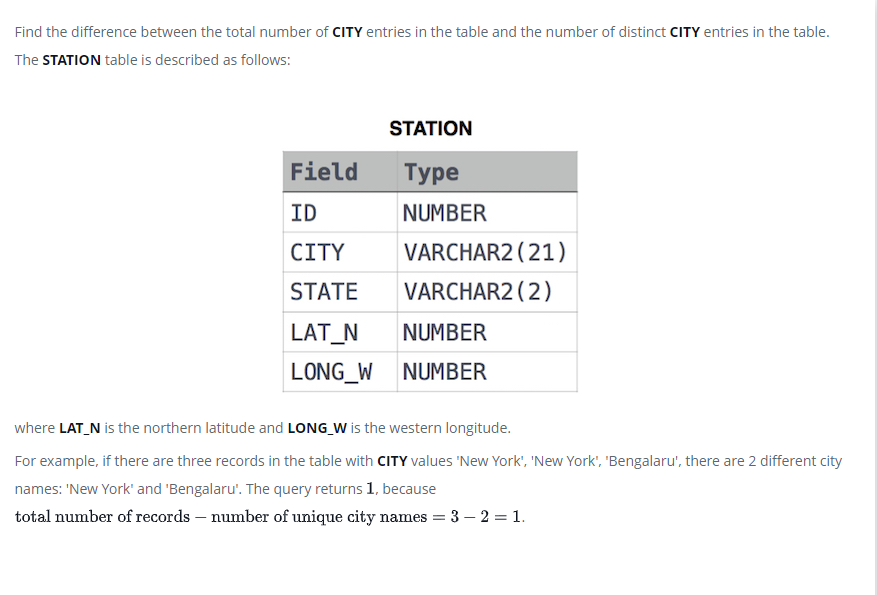 Find the difference between the total number of CITY entries in the table and the number of distinct CITY entries in the table.
The STATION table is described as follows:
STATION
Field Type
ID NUMBER
CITY VARCHAR2(21)
STATE VARCHAR2(2)
LAT_N NUMBER
LONG_W NUMBER
where LAT_N is the northern latitude and LONG_W is the western longitude.
For example, if there are three records in the table with CITY values 'New York', 'New York', 'Bengalaru', there are 2 different city
names: 'New York' and 'Bengalaru'. The query returns 1, because
total number of records − number of unique city names = 3 − 2 = 1.